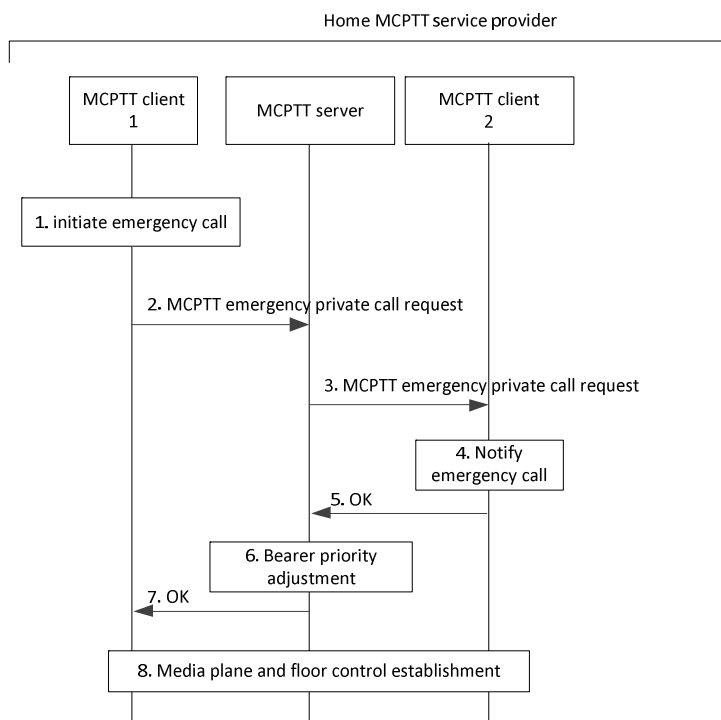 Home MCPTT service provider
MCPTT client
1
MCPTT server
MCPTT client
2
1. initiate emergency call
2. MCPTT emergency private call request
3. MCPTT emergency private call request
4. Notify
emergency call
5. OK
6. Bearer priority
adjustment
7. OK
8. Media plane and floor control establishment